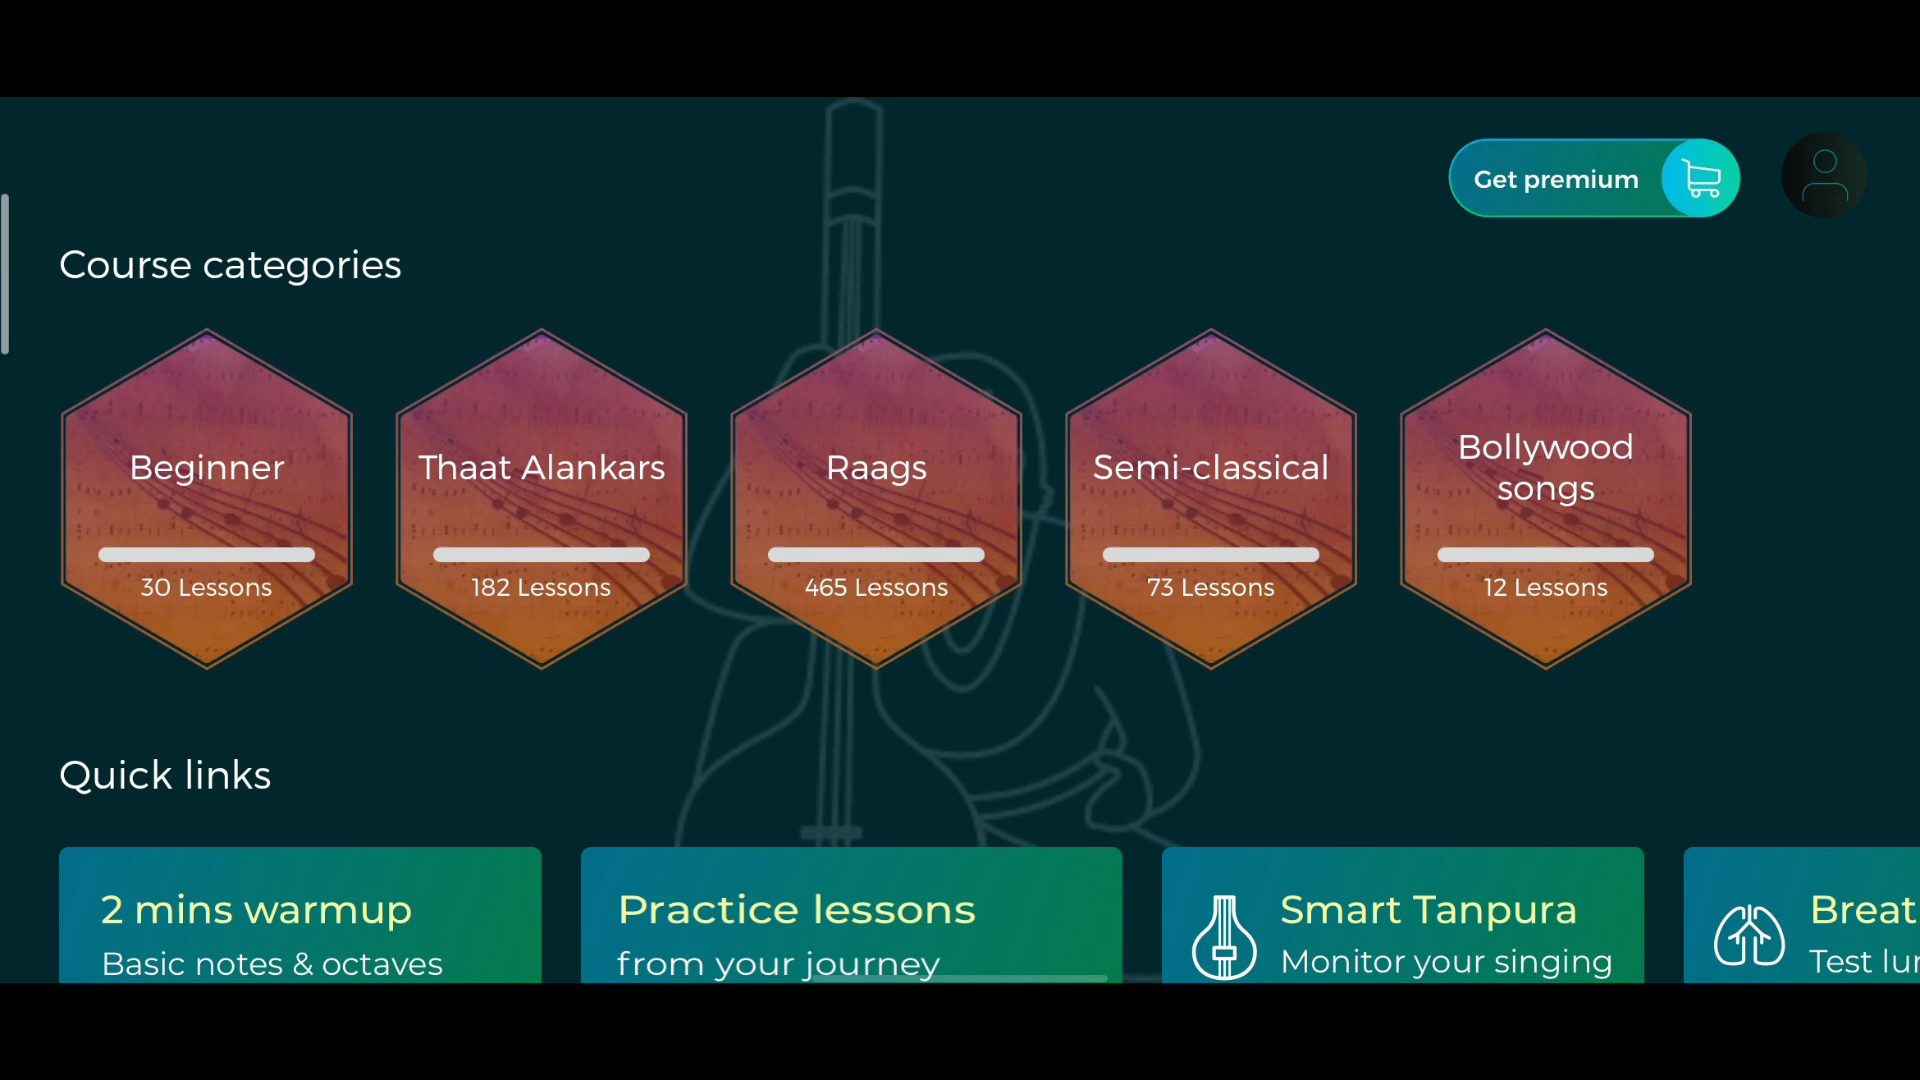 Get premium
Course categories
Beginner
30 Lessons
Thaat Alankars
182 Lessons
Raags
465 Lessons
Semi-classical
73 Lessons
Bollywood
songs
12 Lessons
Quick links
2 mins warmup
Basic notes & octaves
Practice lessons
from your journey
Smart Tanpura
Monitor your singing
Test